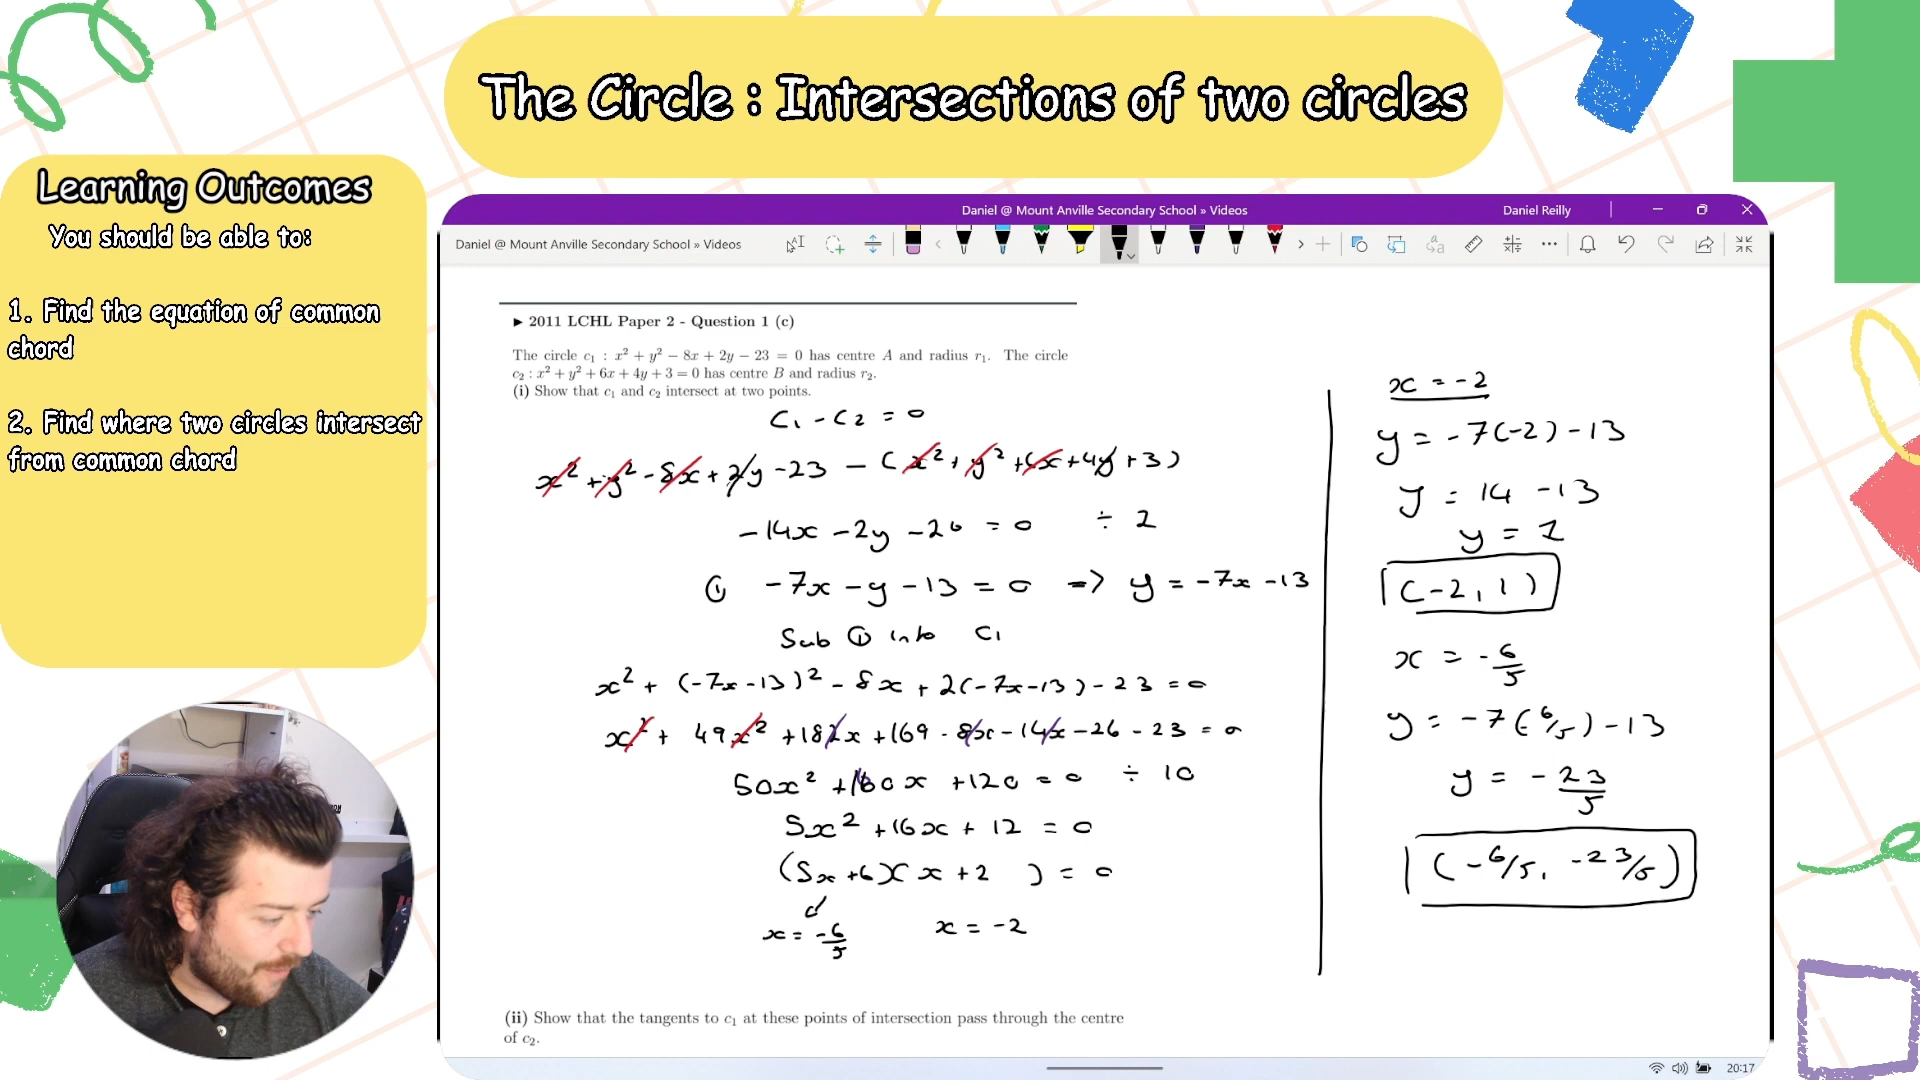 The Circle : Intersections of two circles
Learning Outcomes
You should be able to:
1. Find the equation of common
chord
2. Find where two circles intersect
from common chord
Daniel @ Mount Anville Secondary School » Videos
Daniel Reilly
Daniel @ Mount Anville Secondary School » Videos
► 2011 LCHL Paper 2 - Question 1 (c)
The circle c₁ : x² + y² − 8x + 2y − 23 = 0 has centre A and radius r₁. The circle
c₂ : x² + y² + 6x + 4y + 3 = 0 has centre B and radius r₂.
(i) Show that c₁ and c₂ intersect at two points.
C₁ - C₂ = 0
x² + y² - 8x + 2y - 23 - (x² + y² + 6x + 4y + 3)
-14x - 2y - 26 = 0 ÷ 2
① -7x - y - 13 = 0 => y = -7x - 13
Sub ① into C₁
x² + (-7x - 13)² - 8x + 2(-7x - 13) - 23 = 0
x² + 49x² + 182x + 169 - 8x - 14x - 26 - 23 = 0
50x² + 160x + 120 = 0 ÷ 10
5x² + 16x + 12 = 0
(5x + 6)(x + 2 ) = 0
x = -6/5 x = -2
x = -2
y = -7(-2) - 13
y = 14 - 13
y = 1
(-2, 1)
x = -6/5
y = -7(-6/5) - 13
y = -23/5
(-6/5, -23/5)
(ii) Show that the tangents to c₁ at these points of intersection pass through the centre
of c₂.
20:17